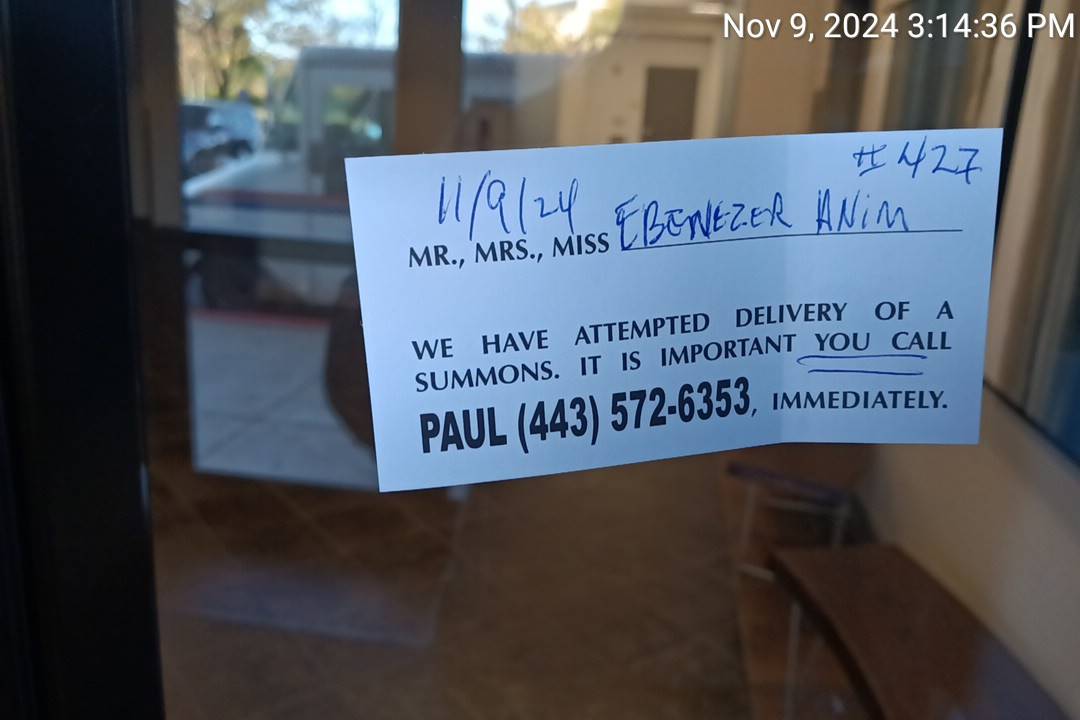 Nov 9, 2024 3:14:36 PM
# 427
11/9/24
MR., MRS., MISS EBENEZER ANIM
WE HAVE ATTEMPTED DELIVERY OF A
SUMMONS. IT IS IMPORTANT YOU CALL
PAUL (443) 572-6353, IMMEDIATELY.